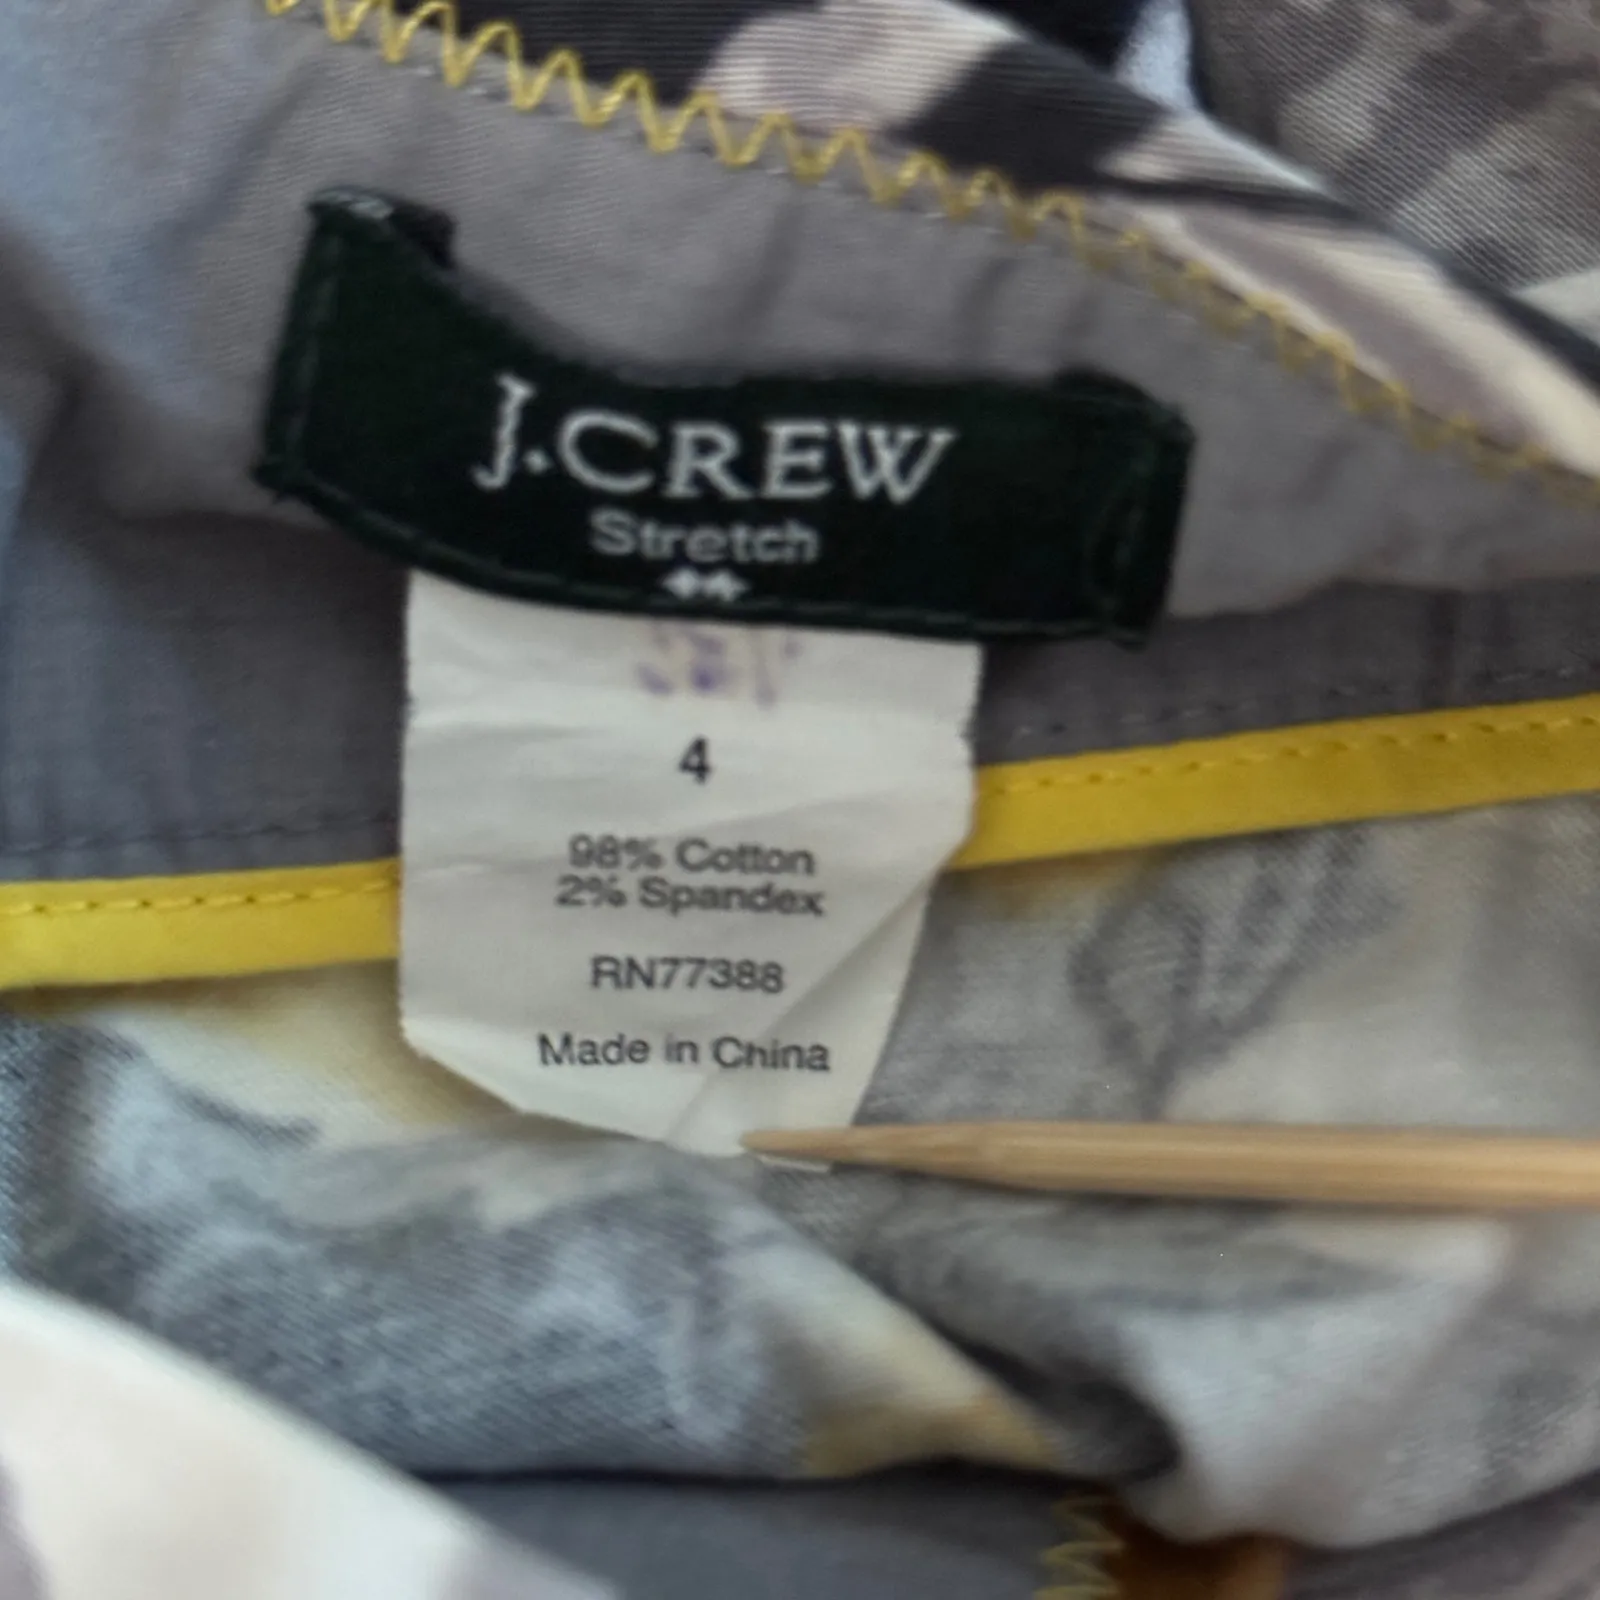 J.CREW
Stretch
4
98% Cotton
2% Spandex
RN77388
Made in China